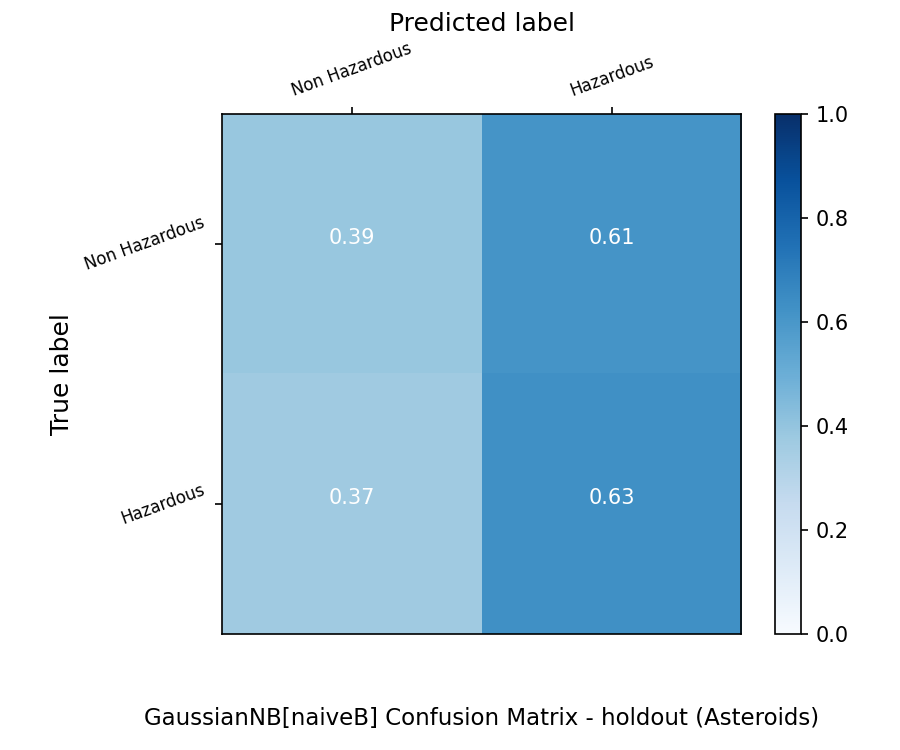 Predicted label
Non Hazardous
Hazardous
1.0
0.8
0.6
0.4
0.2
0.0
True label
Non Hazardous
0.39
0.61
Hazardous
0.37
0.63
GaussianNB[naiveB] Confusion Matrix - holdout (Asteroids)